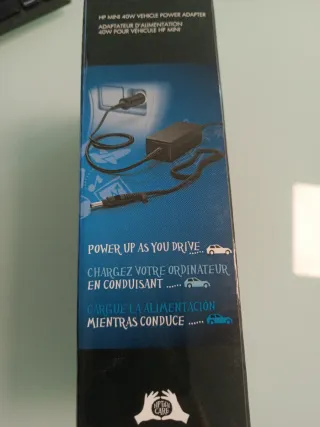 HP MINI 40W VEHICLE POWER ADAPTER
ADAPTATEUR D'ALIMENTATION
40W POUR VÉHICULE HP MINI
POWER UP AS YOU DRIVE ....
CHARGEZ VOTRE ORDINATEUR
EN CONDUISANT ......
CARGUE LA ALIMENTACIÓN
MIENTRAS CONDUCE ......
CARE